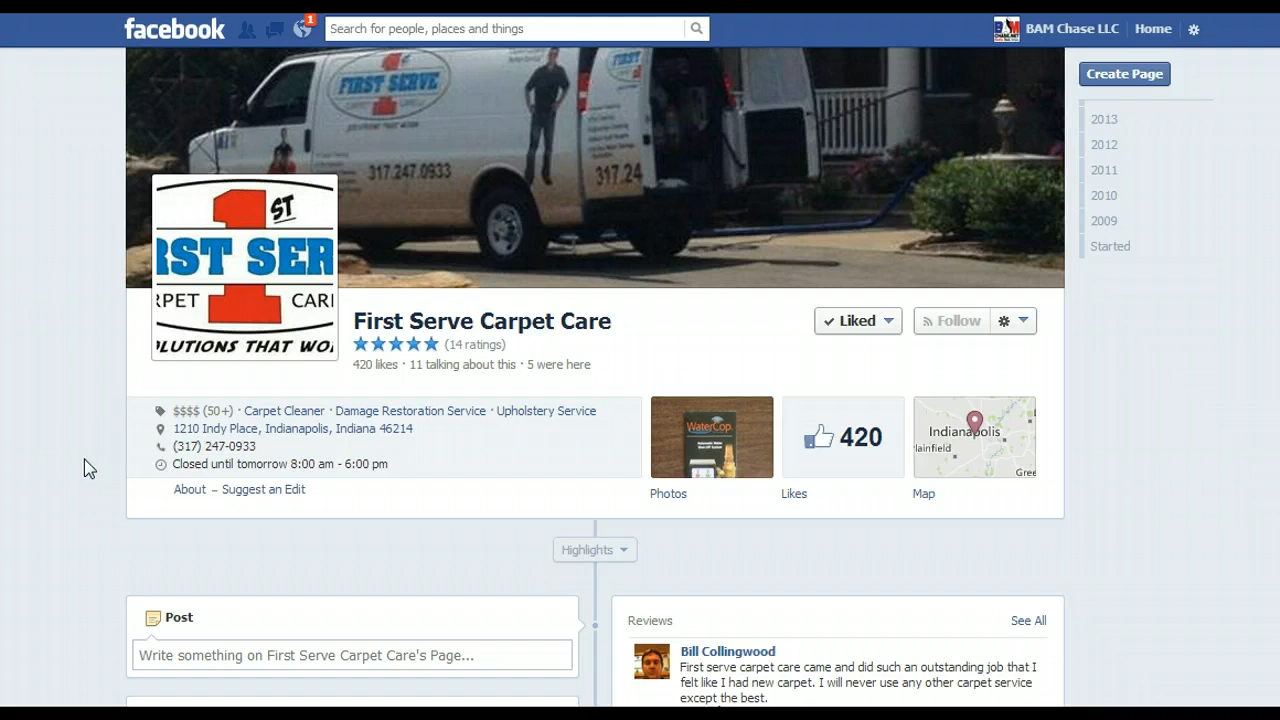 facebook
1
Search for people, places and things
BAM Chase LLC Home
FIRST SERVE
FIRST
317.247.0933
317.24
Create Page
2013
2012
2011
2010
2009
Started
1ST
RST SER
RPET CARI
LUTIONS THAT WO
First Serve Carpet Care
(14 ratings)
420 likes · 11 talking about this · 5 were here
✓ Liked
Follow
$$$$ (50+) · Carpet Cleaner · Damage Restoration Service · Upholstery Service
1210 Indy Place, Indianapolis, Indiana 46214
(317) 247-0933
Closed until tomorrow 8:00 am - 6:00 pm
About – Suggest an Edit
WaterCop
Photos
420
Likes
Indianapolis
lainfield
Gree
Map
Highlights
Post
Write something on First Serve Carpet Care's Page...
Reviews See All
Bill Collingwood
First serve carpet care came and did such an outstanding job that I
felt like I had new carpet. I will never use any other carpet service
except the best.